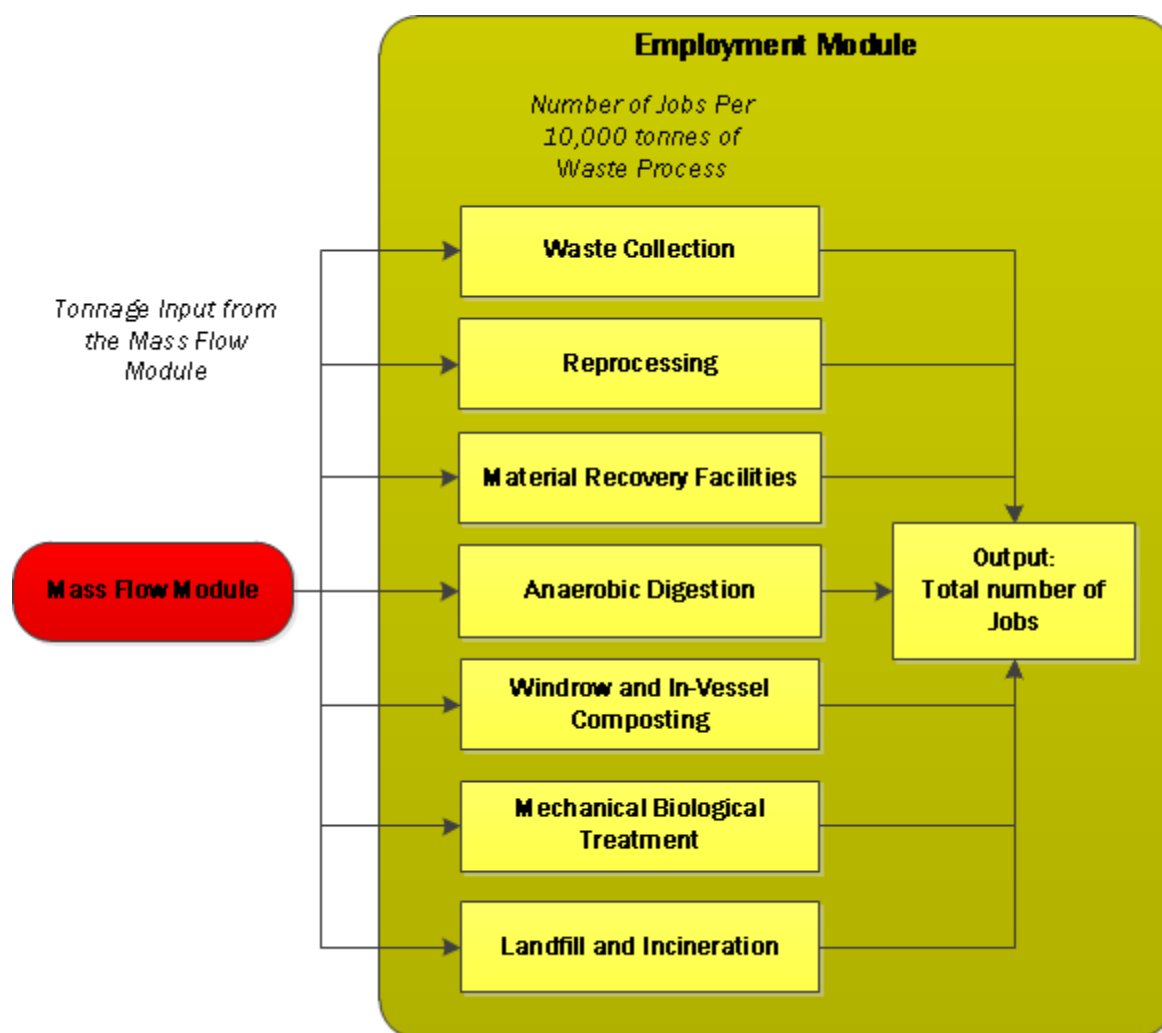 Employment Module
Number of Jobs Per
10,000 tonnes of
Waste Process
Waste Collection
Tonnage Input from
the Mass Flow
Module
Reprocessing
Material Recovery Facilities
Mass Flow Module
Anaerobic Digestion
Output:
Total number of
Jobs
Windrow and In-Vessel
Composting
Mechanical Biological
Treatment
Landfill and Incineration